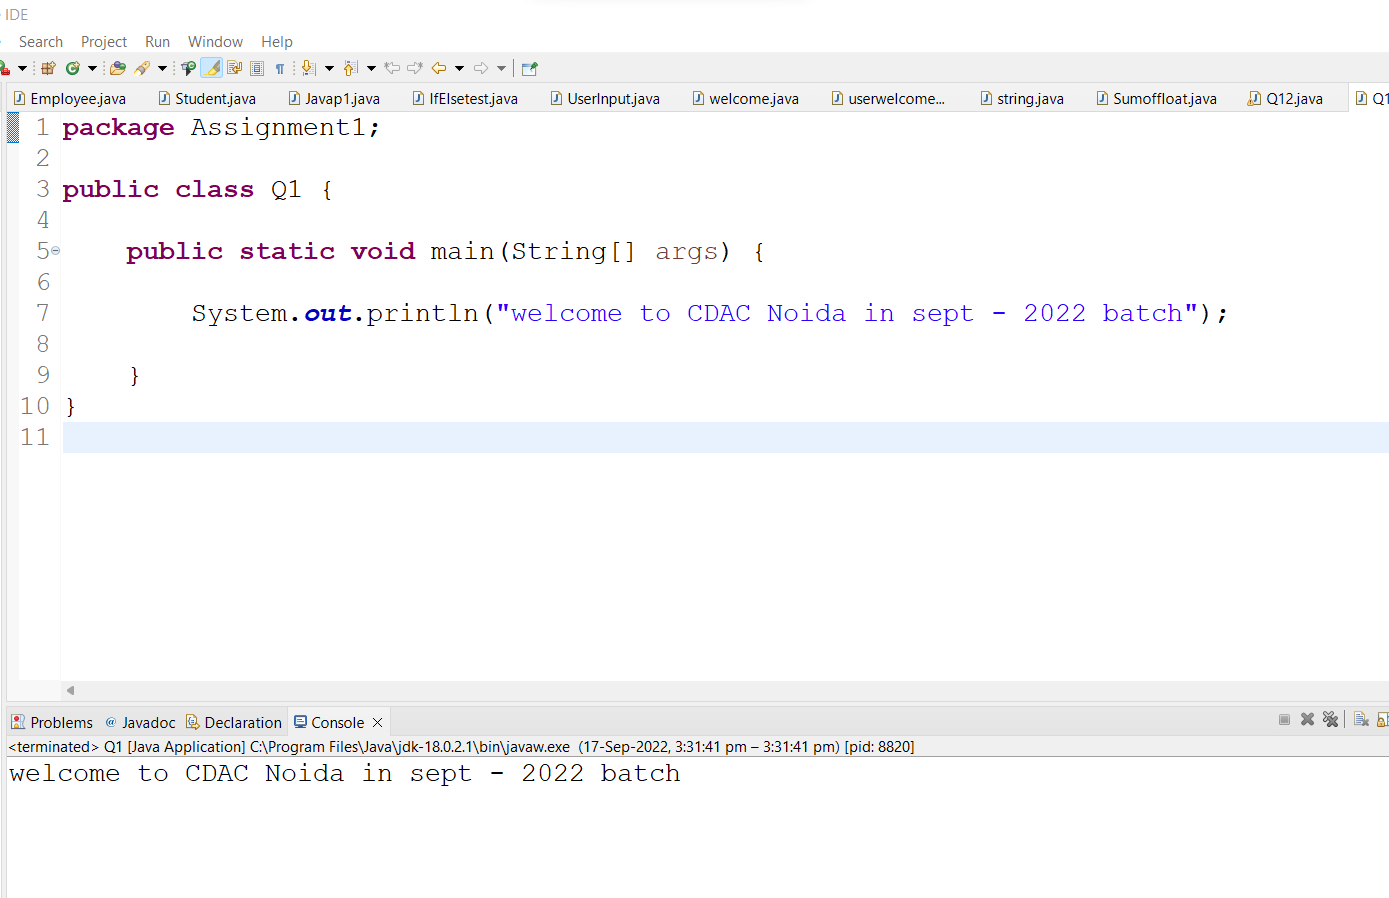 IDE
Search Project Run Window Help
Employee.java Student.java Javap1.java IfElsetest.java UserInput.java welcome.java userwelcome... string.java Sumoffloat.java Q12.java Q1
1 package Assignment1;
2
3 public class Q1 {
4
5 public static void main(String[] args) {
6
7 System.out.println("welcome to CDAC Noida in sept - 2022 batch");
8
9 }
10 }
11
Problems @ Javadoc Declaration Console
<terminated> Q1 [Java Application] C:\Program Files\Java\jdk-18.0.2.1\bin\javaw.exe (17-Sep-2022, 3:31:41 pm – 3:31:41 pm) [pid: 8820]
welcome to CDAC Noida in sept - 2022 batch